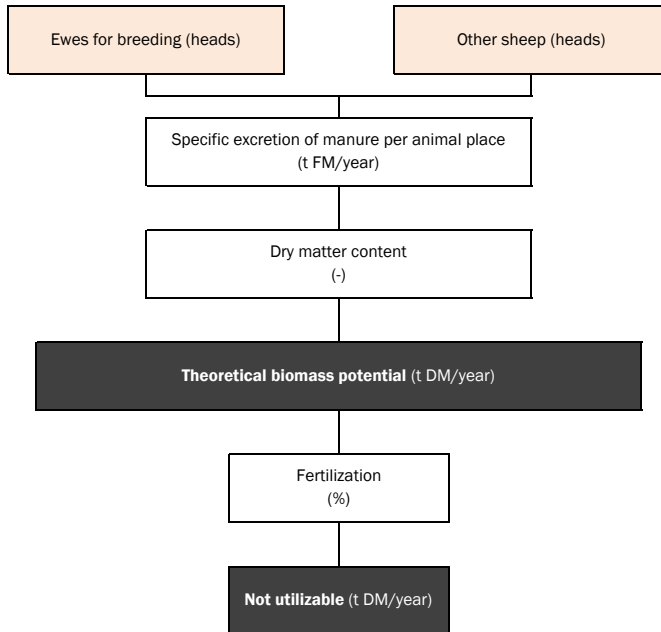 Ewes for breeding (heads)
Other sheep (heads)
Specific excretion of manure per animal place
(t FM/year)
Dry matter content
(-)
Theoretical biomass potential (t DM/year)
Fertilization
(%)
Not utilizable (t DM/year)